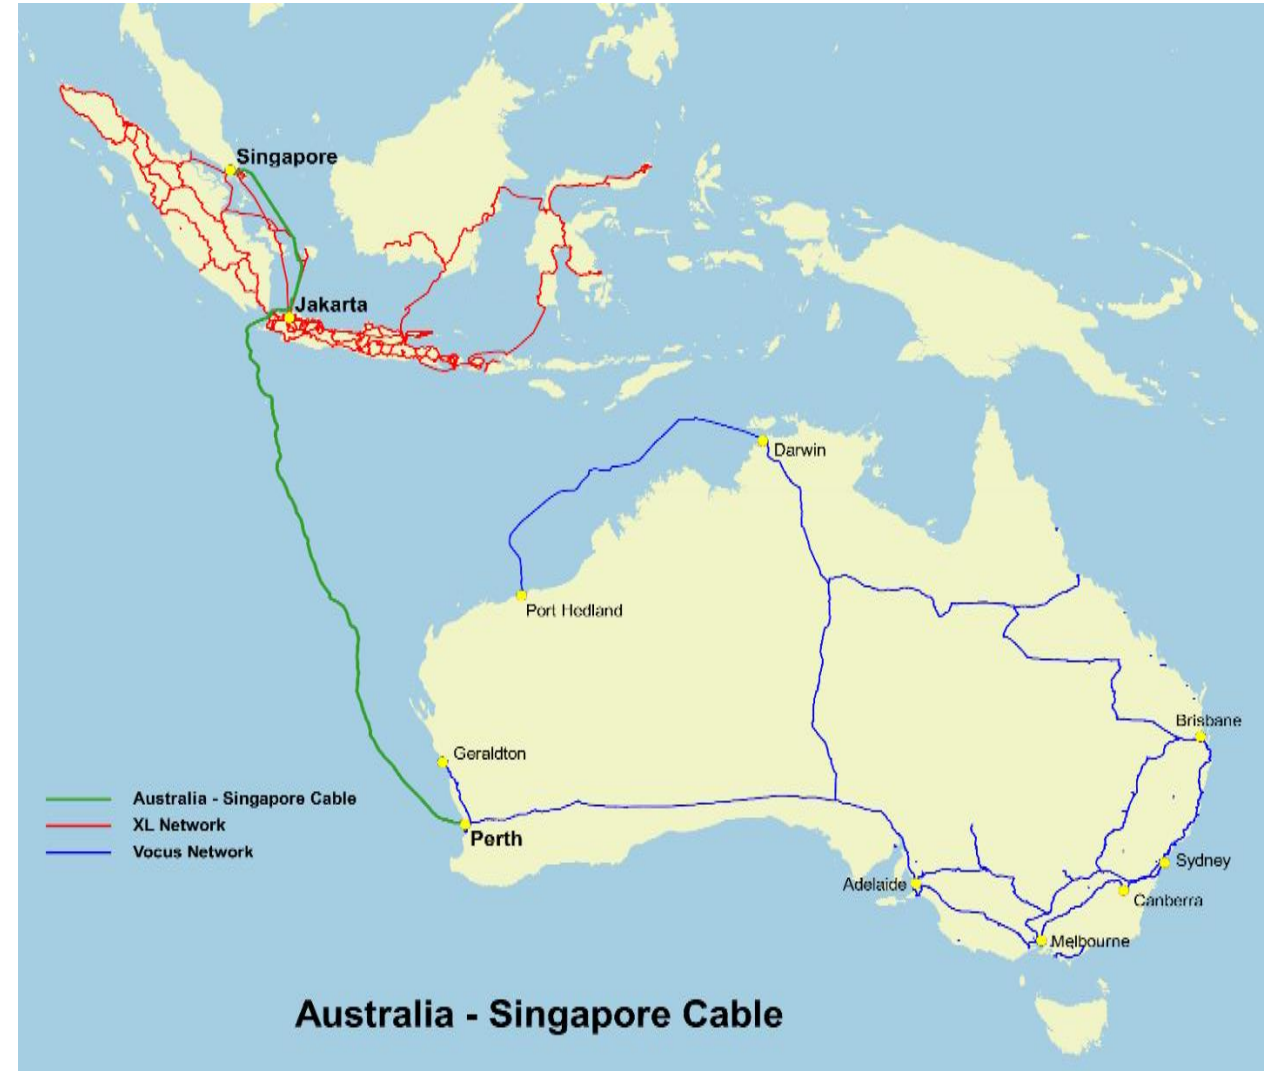 Singapore
Jakarta
Darwin
Port Hedland
Brisbane
Geraldton
Australia - Singapore Cable
XL Network
Vocus Network
Perth
Sydney
Adelaide
Canberra
Melbourne
Australia - Singapore Cable